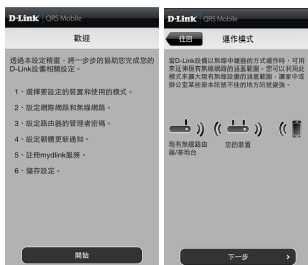 D-Link QRS Mobile
歡迎
透過本設定精靈，將一步步的協助您完成您的
D-Link設備相關設定。
1、選擇要設定的裝置和使用的模式。
2、設定網際網路和無線網路。
3、設定路由器的管理者密碼。
4、設定韌體更新通知。
5、註冊mydlink服務。
6、儲存設定。
開始
D-Link QRS Mobile
往回
運作模式
當D-Link設備以無線中繼器的方式運作時，可用
來延伸現有無線網路的涵蓋範圍。您可以利用此
模式來擴大現有無線設備的涵蓋範圍，讓家中或
辦公室某些原本訊號不佳的地方訊號變強。
現有無線路由
器/基地台
您的裝置
下一步